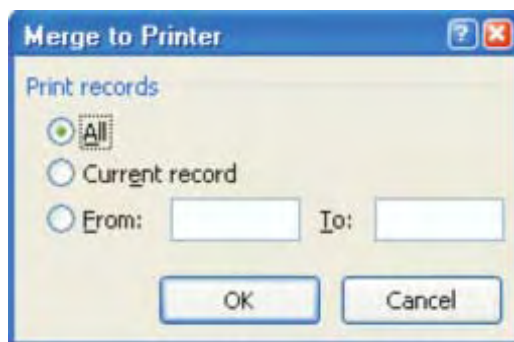 Merge to Printer
Print records
All
Current record
From: To:
OK Cancel